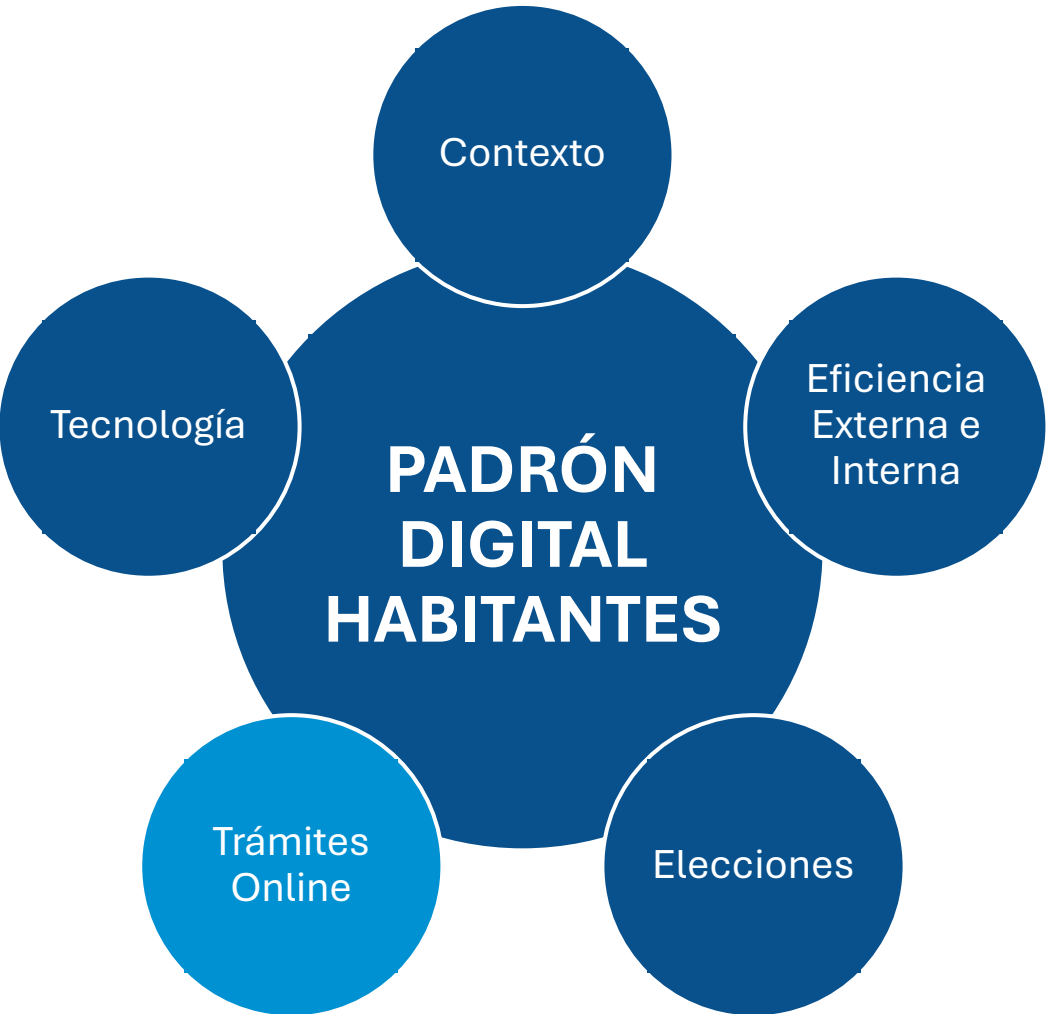 Contexto
Eficiencia
Externa e
Interna
Tecnología
PADRÓN
DIGITAL
HABITANTES
Trámites
Online
Elecciones